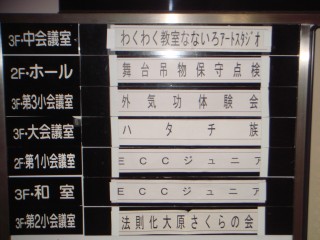 3F・中会議室 わくわく教室なないろｱｰﾄｽﾀｼﾞｵ
2F・ホール 舞台吊物保守点検
3F・第3小会議室 外気功体験会
3F・大会議室 ハタチ族
2F・第1小会議室 ECCジュニア
3F・和室 ECCジュニア
3F・第2小会議室 法則化大原さくらの会